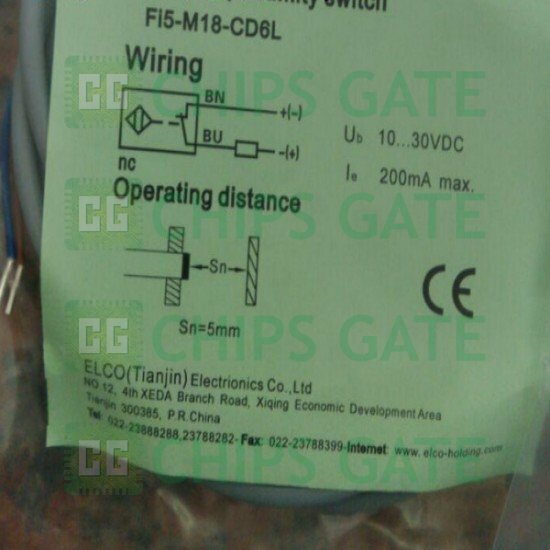 switch
Fi5-M18-CD6L
Wiring
BN
+(-)
BU
-(+)
nc
Ub 10...30VDC
Ie 200mA max.
Operating distance
Sn
Sn=5mm
CE
ELCO(Tianjin) Electronics Co.,Ltd
NO.12, 4th XEDA Branch Road, Xiqing Economic Development Area
Tianjin 300385, P.R.China
Tel: 022-23888288,23788282- Fax: 022-23788399-Internet: www.elco-holding.com
CG CHIPS GATE
CG CHIPS GATE
CG CHIPS GATE
CG CHIPS GATE